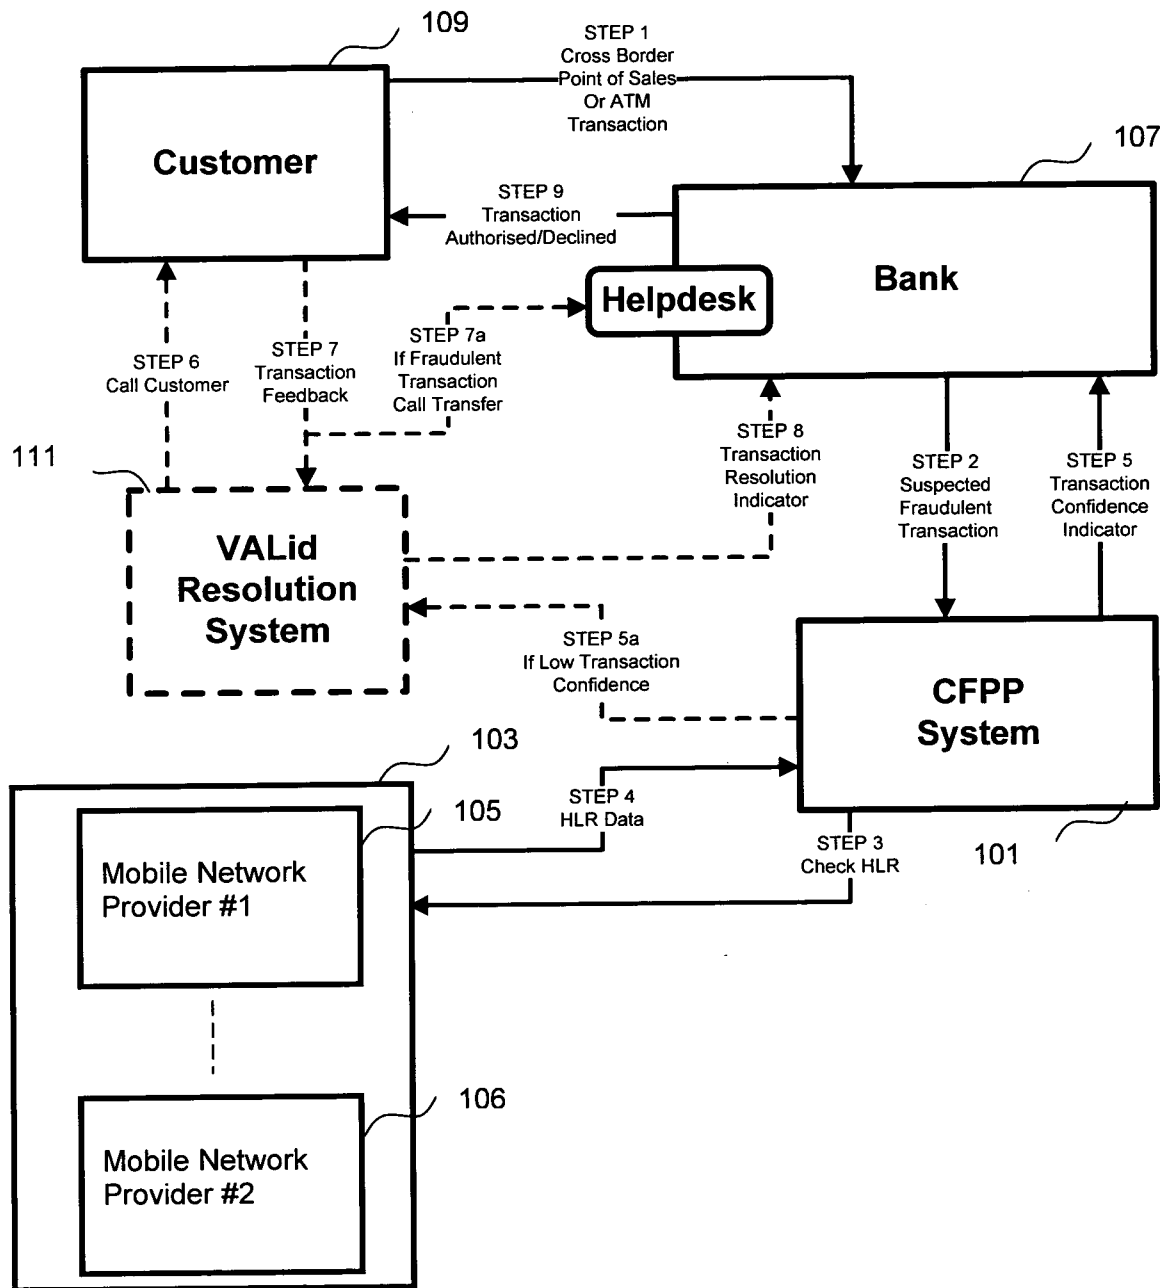 109
STEP 1
Cross Border
Point of Sales
Or ATM
Transaction
Customer
107
STEP 9
Transaction
Authorised/Declined
Bank
Helpdesk
STEP 6
Call Customer
STEP 7
Transaction
Feedback
STEP 7a
If Fraudulent
Transaction
Call Transfer
111
STEP 8
Transaction
Resolution
Indicator
STEP 2
Suspected
Fraudulent
Transaction
STEP 5
Transaction
Confidence
Indicator
VALid
Resolution
System
STEP 5a
If Low Transaction
Confidence
CFPP
System
103
105
STEP 4
HLR Data
STEP 3
Check HLR
101
Mobile Network
Provider #1
106
Mobile Network
Provider #2